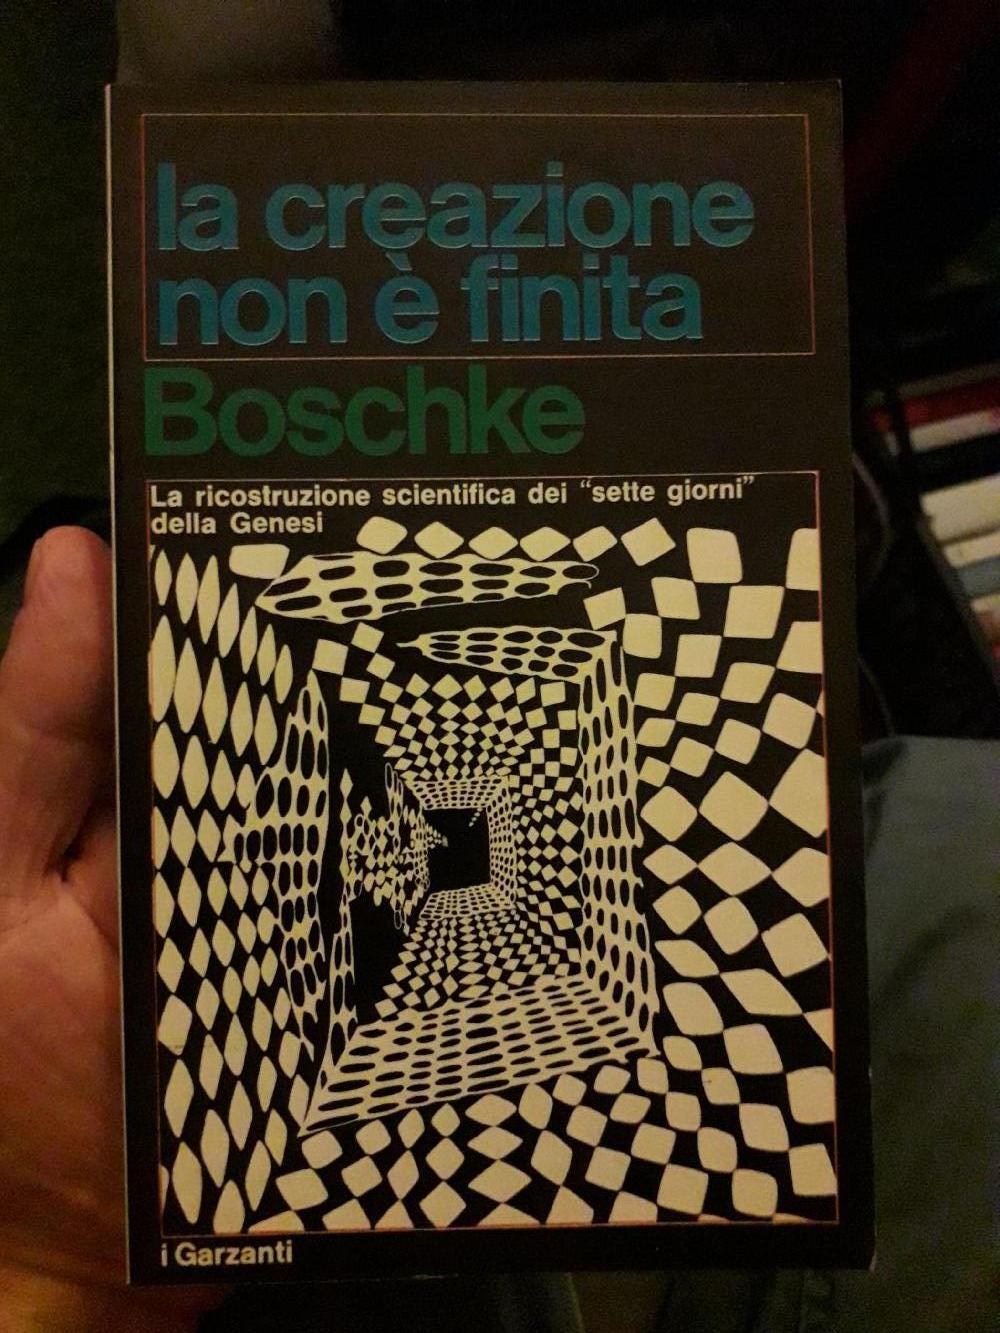 la creazione
non è finita
Boschke
La ricostruzione scientifica dei “sette giorni”
della Genesi
i Garzanti